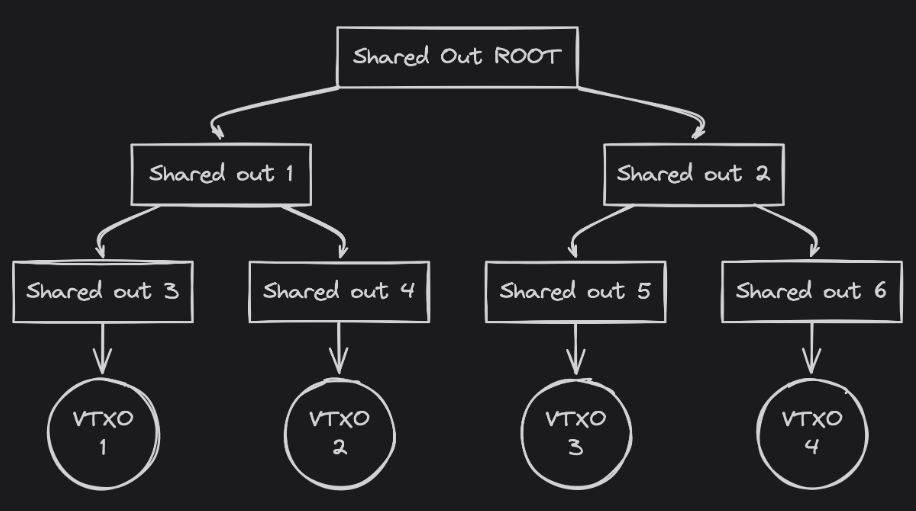 Shared Out ROOT
Shared out 1
Shared out 2
Shared out 3
Shared out 4
Shared out 5
Shared out 6
VTXO
1
VTXO
2
VTXO
3
VTXO
4